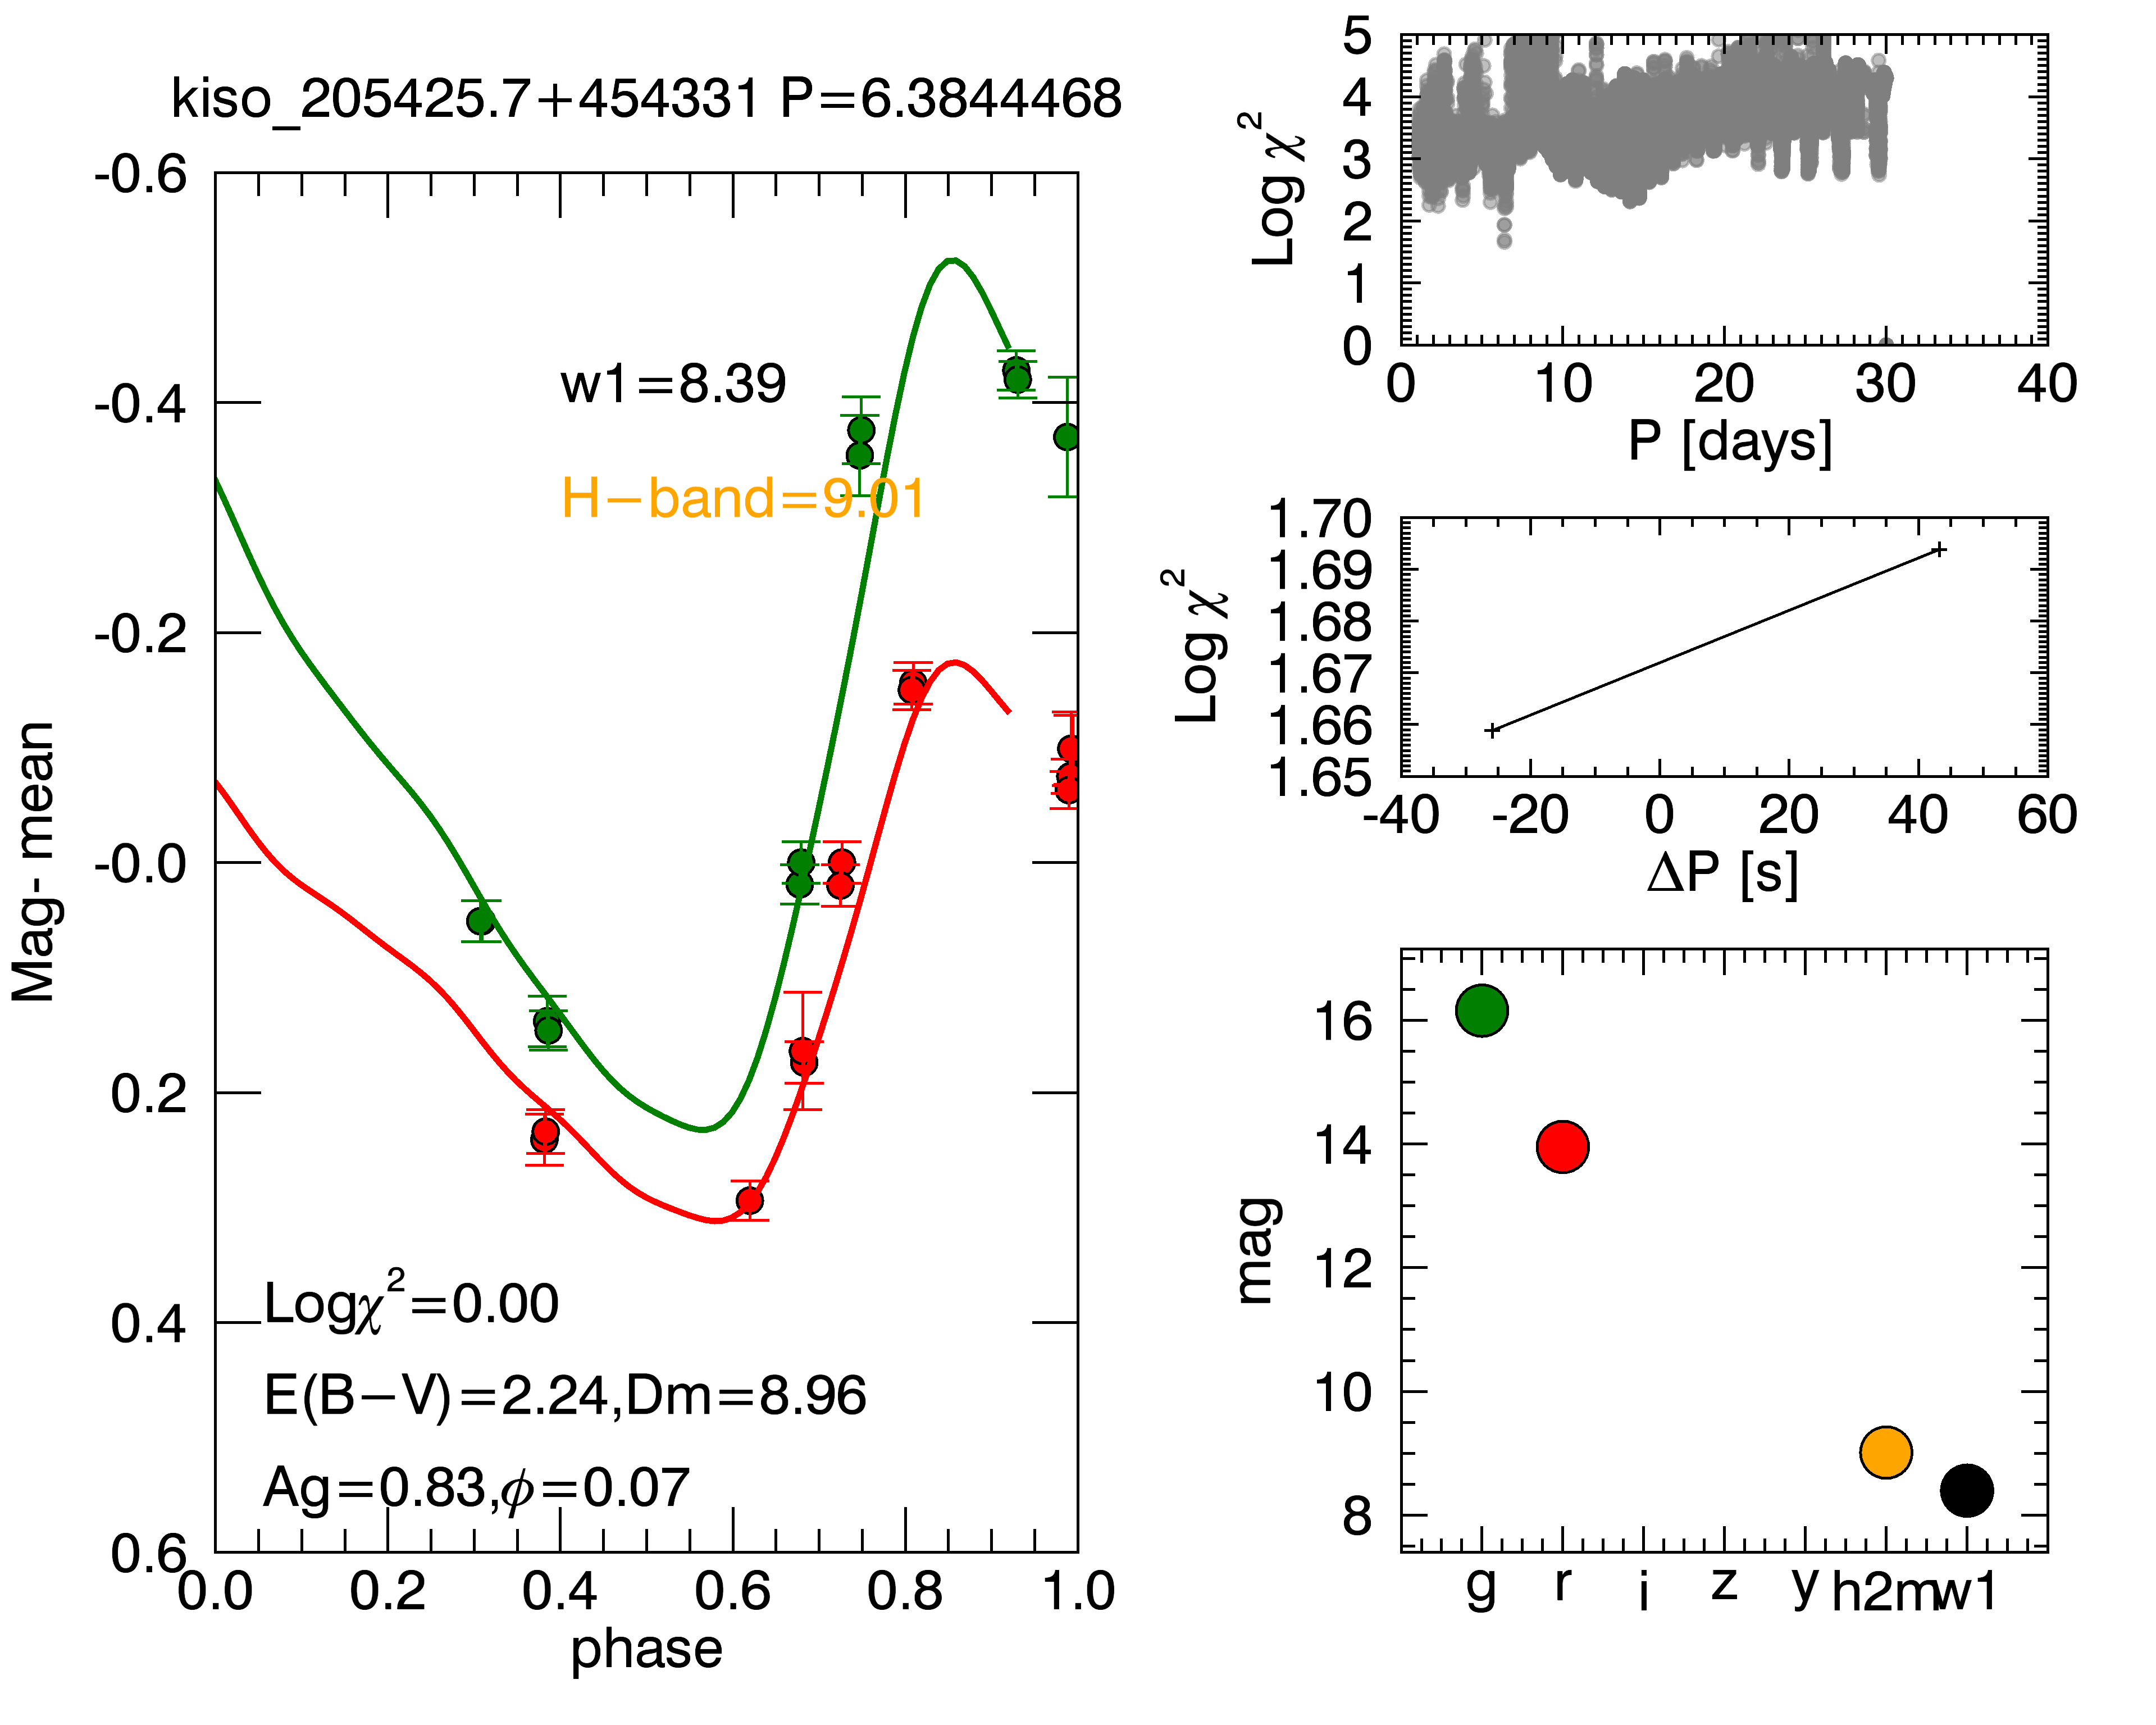 kiso_205425.7+454331 P=6.3844468
-0.6
-0.4
-0.2
-0.0
0.2
0.4
0.6
Mag- mean
w1=8.39
H−band=9.01
Logχ²=0.00
E(B−V)=2.24,Dm=8.96
Ag=0.83,ϕ=0.07
0.0 0.2 0.4 0.6 0.8 1.0
phase
5
4
3
2
1
0
Log χ²
0 10 20 30 40
P [days]
1.70
1.69
1.68
1.67
1.66
1.65
Log χ²
-40 -20 0 20 40 60
ΔP [s]
16
14
12
10
8
mag
g r i z y h2m w1